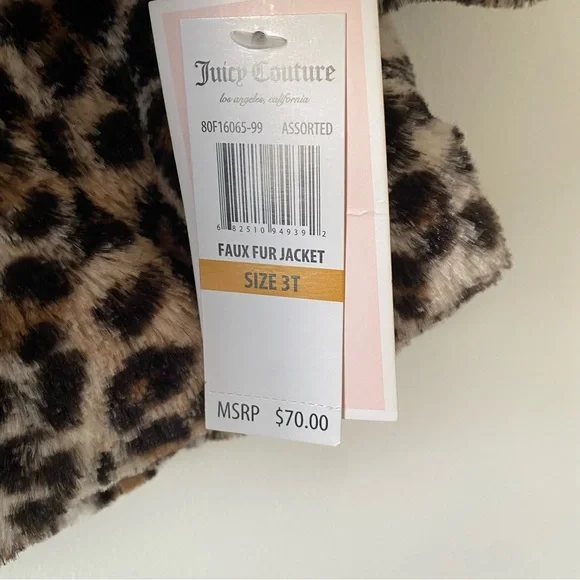 Juicy Couture
los angeles, california
80F16065-99 ASSORTED
6 82510 94939 2
FAUX FUR JACKET
SIZE 3T
MSRP $70.00